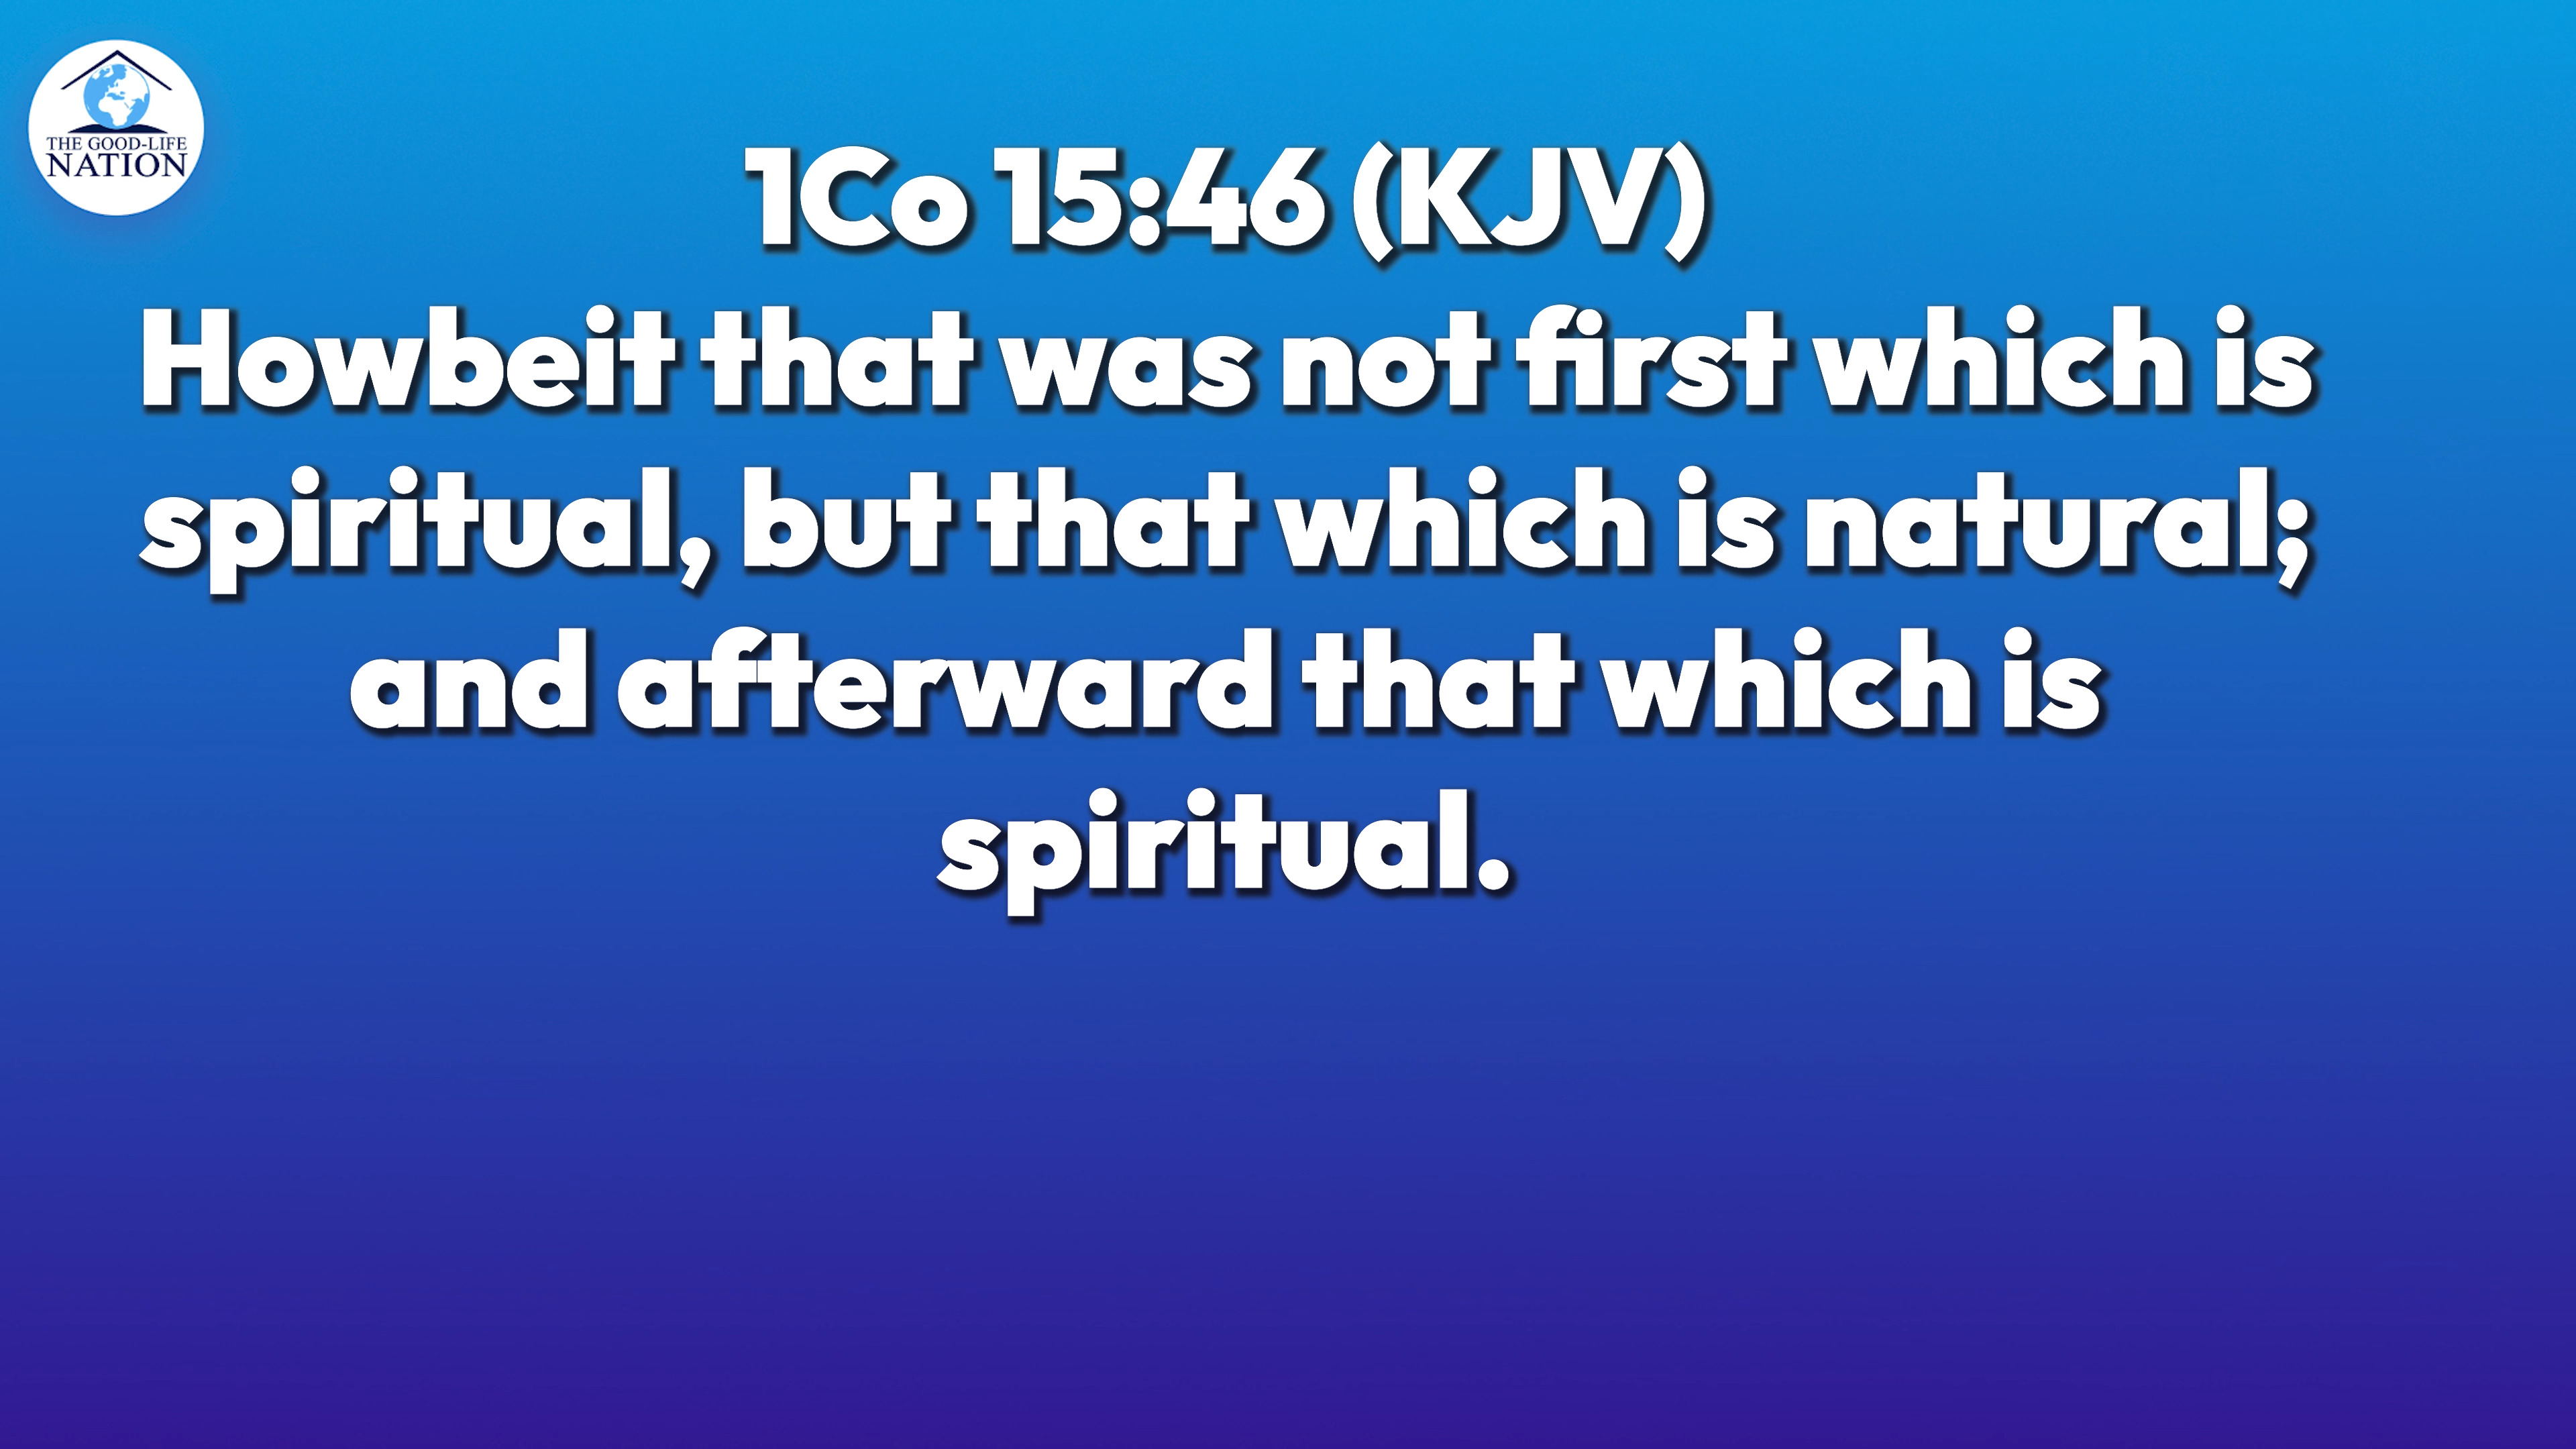 THE GOOD-LIFE
NATION
1Co 15:46 (KJV)
Howbeit that was not first which is
spiritual, but that which is natural;
and afterward that which is
spiritual.